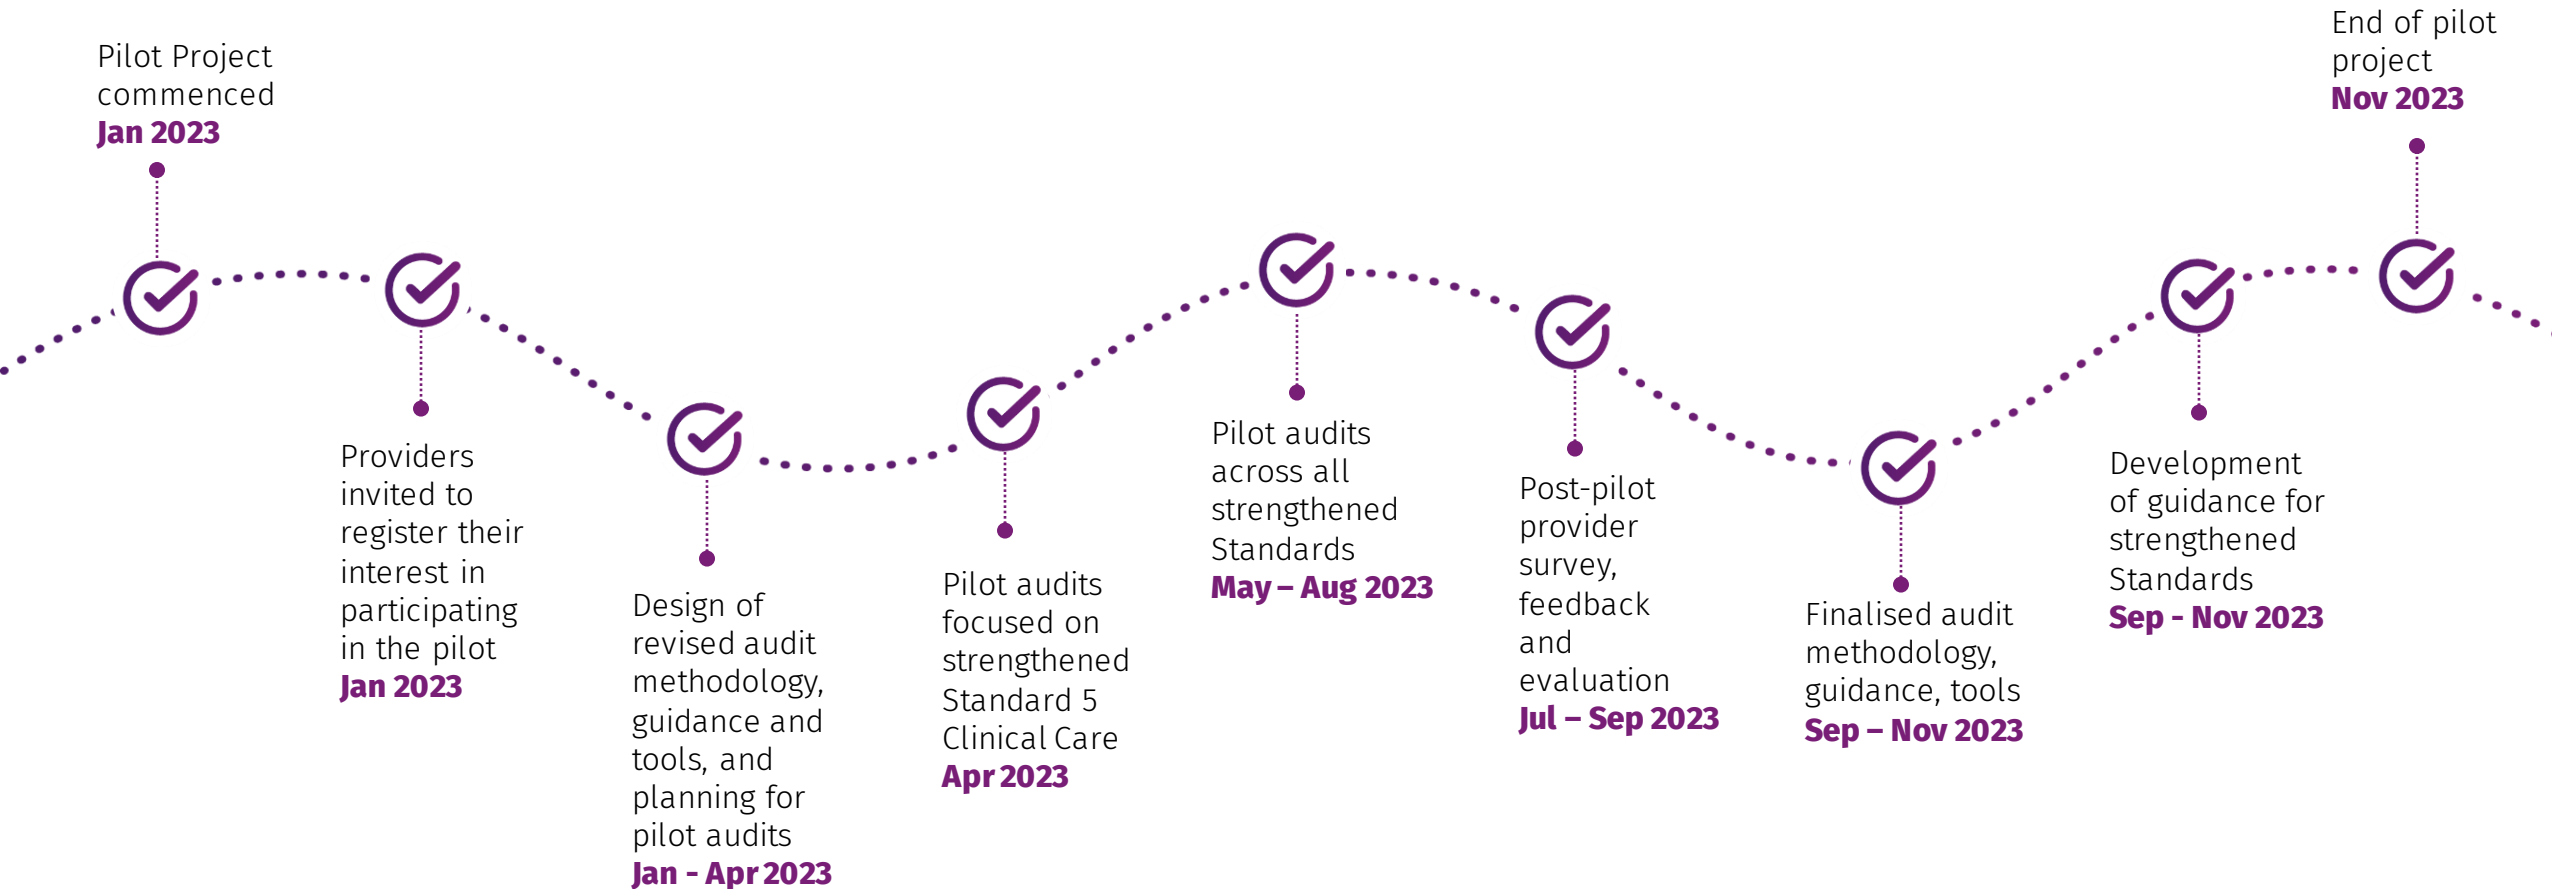 Pilot Project
commenced
Jan 2023
Providers
invited to
register their
interest in
participating
in the pilot
Jan 2023
Design of
revised audit
methodology,
guidance and
tools, and
planning for
pilot audits
Jan - Apr 2023
Pilot audits
focused on
strengthened
Standard 5
Clinical Care
Apr 2023
Pilot audits
across all
strengthened
Standards
May – Aug 2023
Post-pilot
provider
survey,
feedback
and
evaluation
Jul – Sep 2023
Finalised audit
methodology,
guidance, tools
Sep – Nov 2023
Development
of guidance for
strengthened
Standards
Sep - Nov 2023
End of pilot
project
Nov 2023